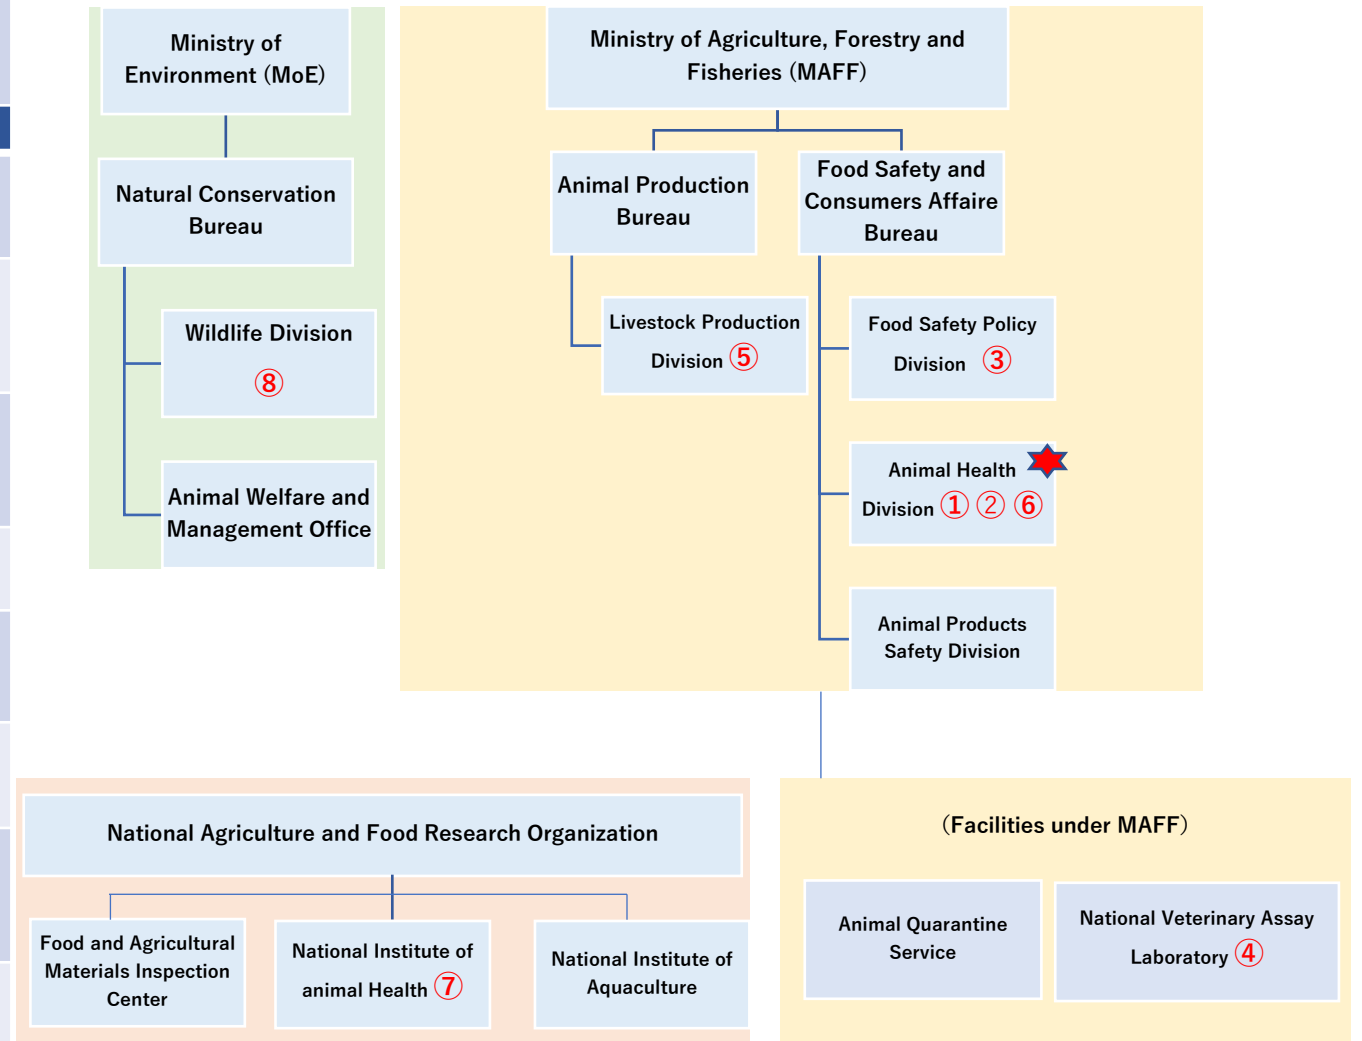 Ministry of
Environment (MoE)
Natural Conservation
Bureau
Wildlife Division
⑧
Animal Welfare and
Management Office
Ministry of Agriculture, Forestry and
Fisheries (MAFF)
Animal Production
Bureau
Livestock Production
Division ⑤
Food Safety and
Consumers Affaire
Bureau
Food Safety Policy
Division ③
Animal Health
Division ① ② ⑥
Animal Products
Safety Division
National Agriculture and Food Research Organization
Food and Agricultural
Materials Inspection
Center
National Institute of
animal Health ⑦
National Institute of
Aquaculture
(Facilities under MAFF)
Animal Quarantine
Service
National Veterinary Assay
Laboratory ④